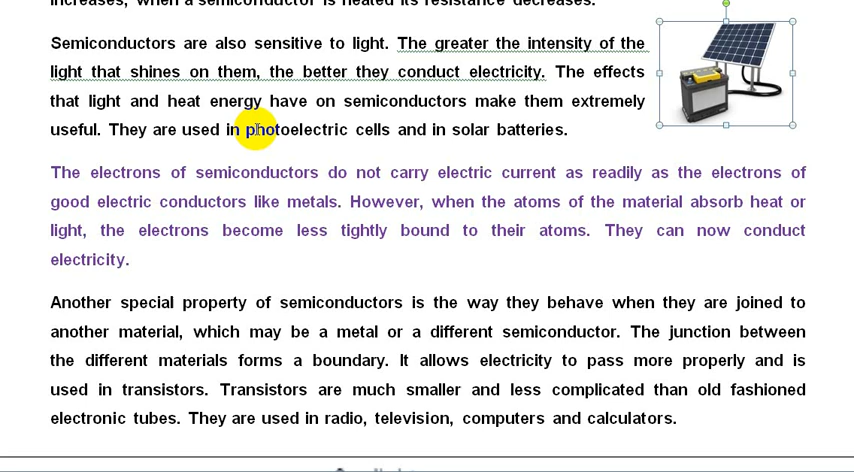 increases, when a semiconductor is heated its resistance decreases.
Semiconductors are also sensitive to light. The greater the intensity of the
light that shines on them, the better they conduct electricity. The effects
that light and heat energy have on semiconductors make them extremely
useful. They are used in photoelectric cells and in solar batteries.
The electrons of semiconductors do not carry electric current as readily as the electrons of
good electric conductors like metals. However, when the atoms of the material absorb heat or
light, the electrons become less tightly bound to their atoms. They can now conduct
electricity.
Another special property of semiconductors is the way they behave when they are joined to
another material, which may be a metal or a different semiconductor. The junction between
the different materials forms a boundary. It allows electricity to pass more properly and is
used in transistors. Transistors are much smaller and less complicated than old fashioned
electronic tubes. They are used in radio, television, computers and calculators.